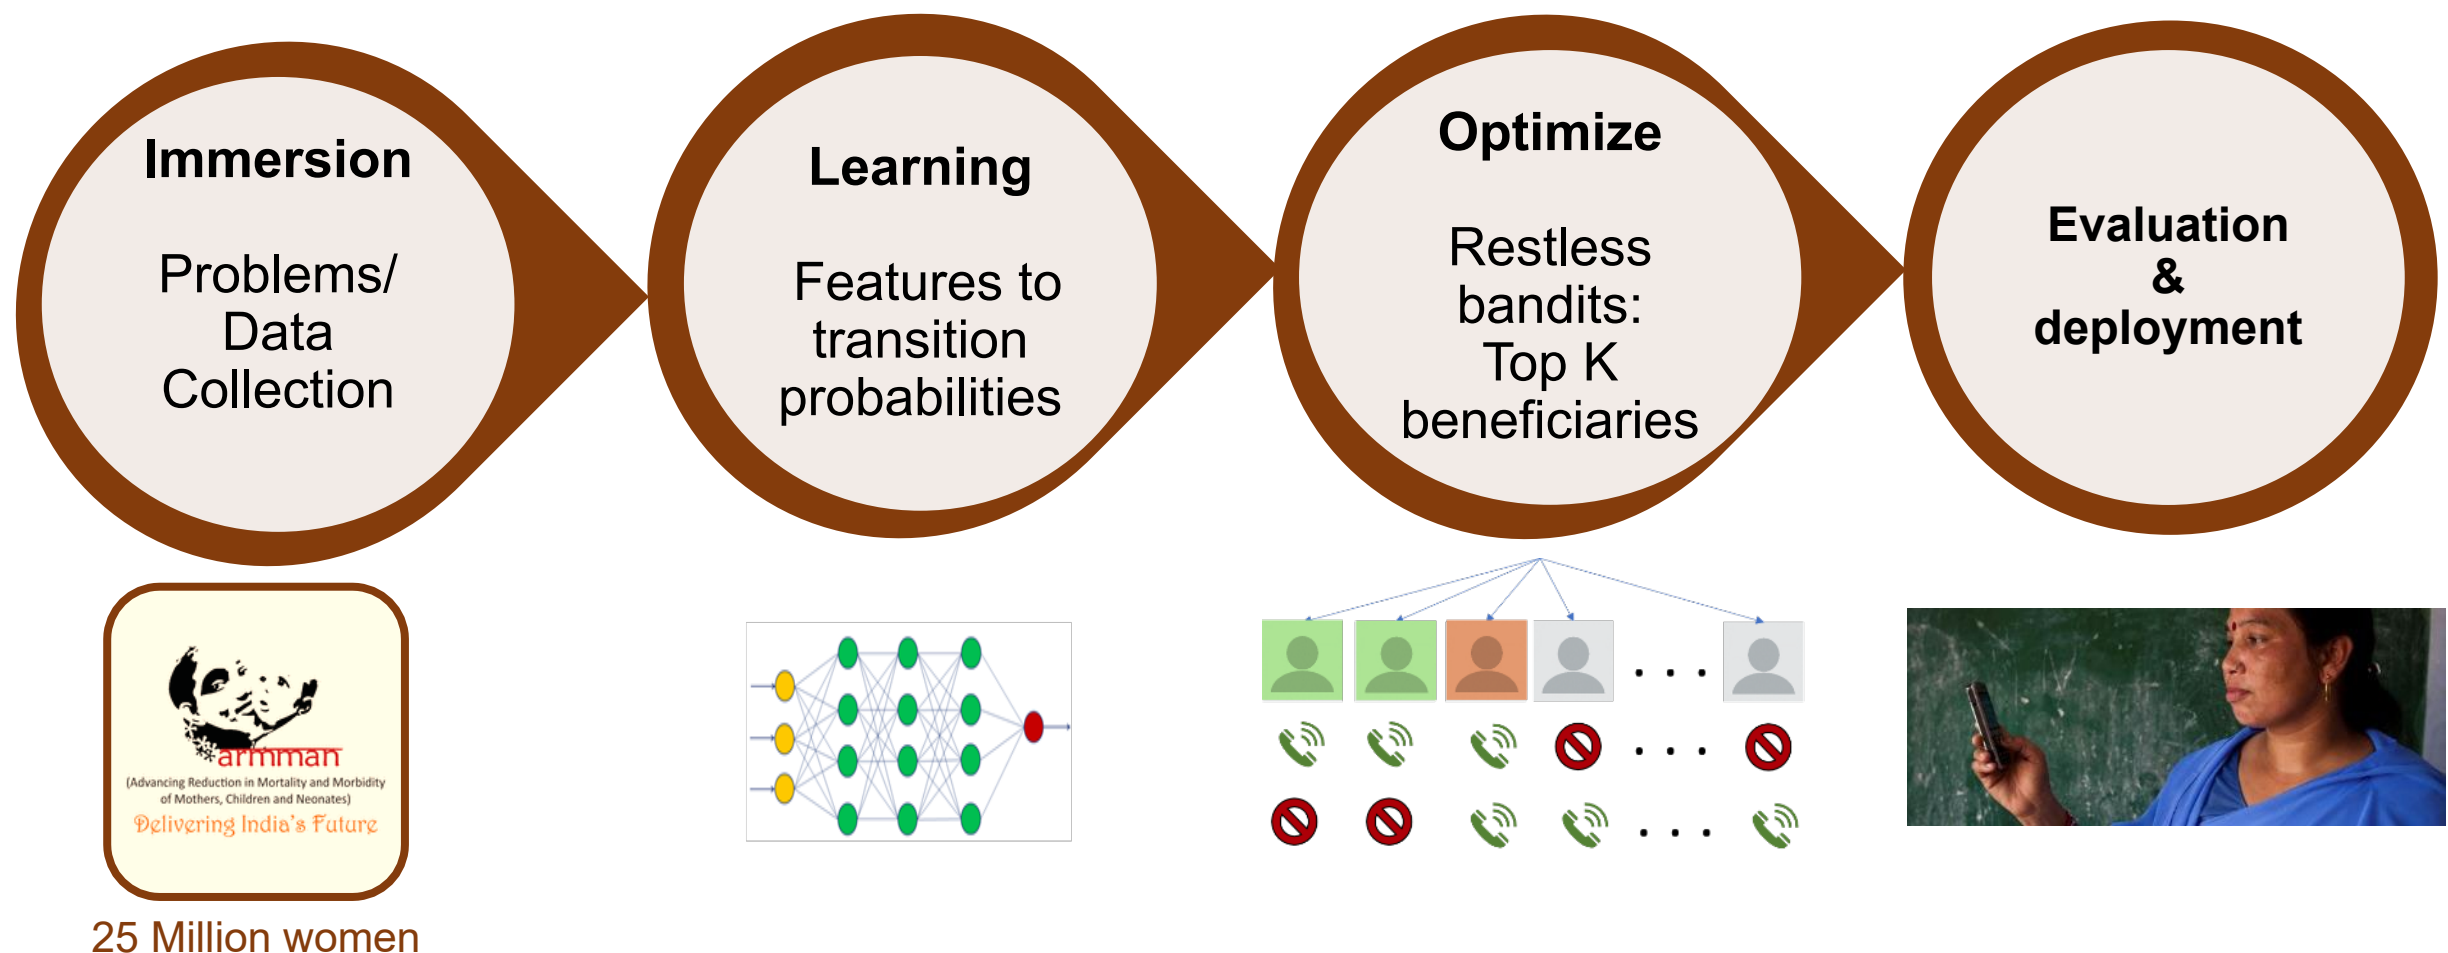 Immersion
Problems/
Data
Collection
Learning
Features to
transition
probabilities
Optimize
Restless
bandits:
Top K
beneficiaries
Evaluation
&
deployment
armman
(Advancing Reduction in Mortality and Morbidity
of Mothers, Children and Neonates)
Delivering India's Future
25 Million women